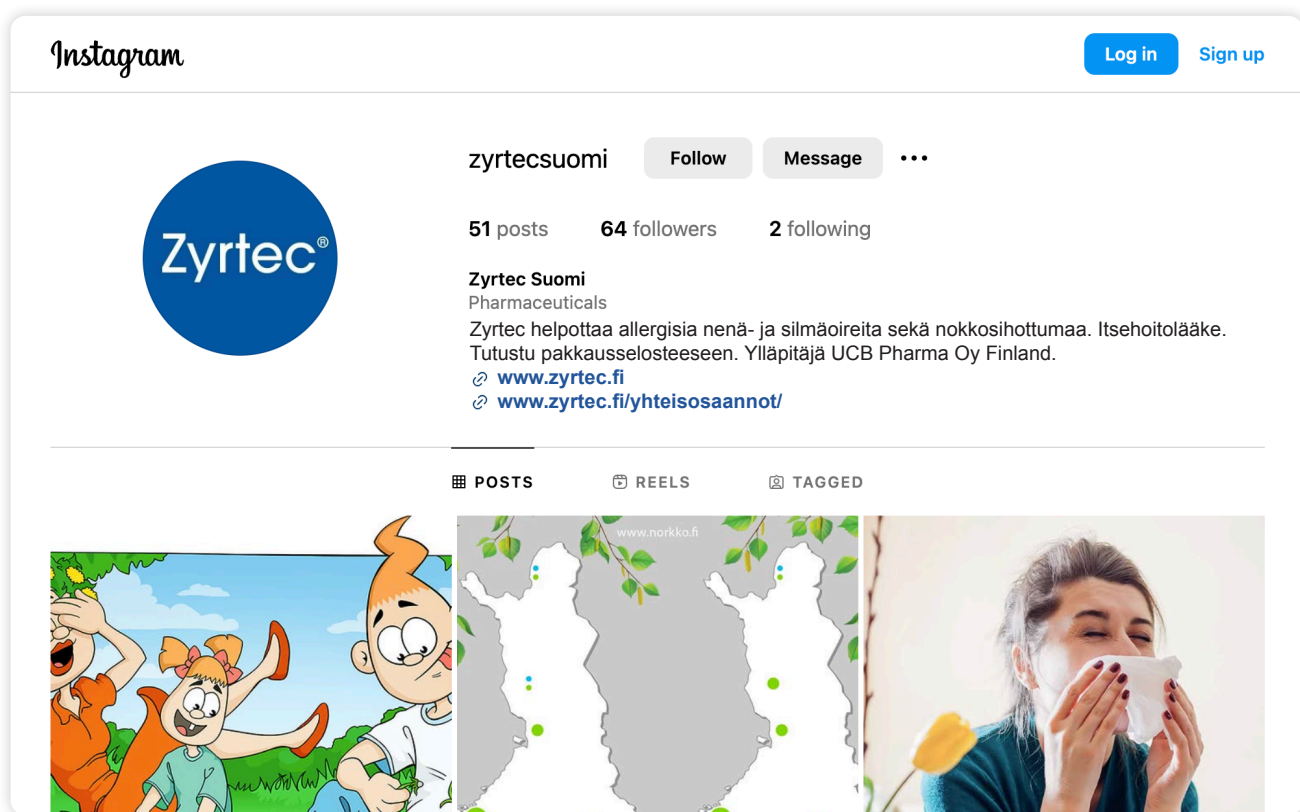 Instagram
Log in
Sign up
zyrtecsuomi
Follow
Message
Zyrtec®
51 posts
64 followers
2 following
Zyrtec Suomi
Pharmaceuticals
Zyrtec helpottaa allergisia nenä- ja silmäoireita sekä nokkosihottumaa. Itsehoitolääke.
Tutustu pakkausselosteeseen. Ylläpitäjä UCB Pharma Oy Finland.
www.zyrtec.fi
www.zyrtec.fi/yhteisosaannot/
POSTS
REELS
TAGGED
www.norkko.fi